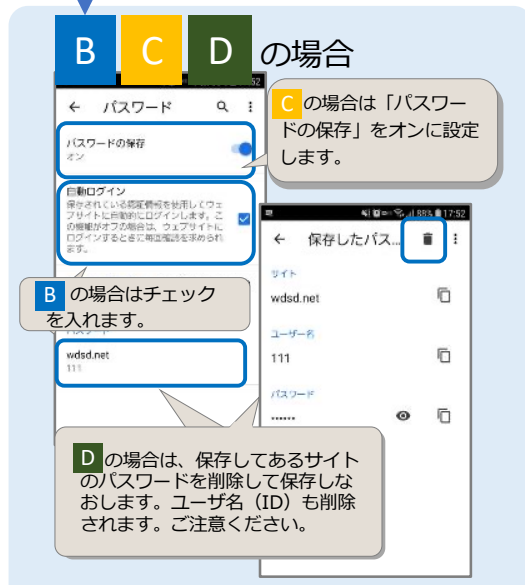 B C D の場合
52
← パスワード
パスワードの保存
オン
C の場合は「パスワー
ドの保存」をオンに設定
します。
自動ログイン
保存されている認証情報を使用してウェ
ブサイトに自動的にログインします。こ
の機能がオフの場合は、ウェブサイトに
ログインするときに毎回確認を求められ
ます。
B の場合はチェック
を入れます。
パスワード
wdsd.net
111
88% 17:52
← 保存したパス...
サイト
wdsd.net
ユーザー名
111
パスワード
······
D の場合は、保存してあるサイト
のパスワードを削除して保存しな
おします。ユーザ名（ID）も削除
されます。ご注意ください。